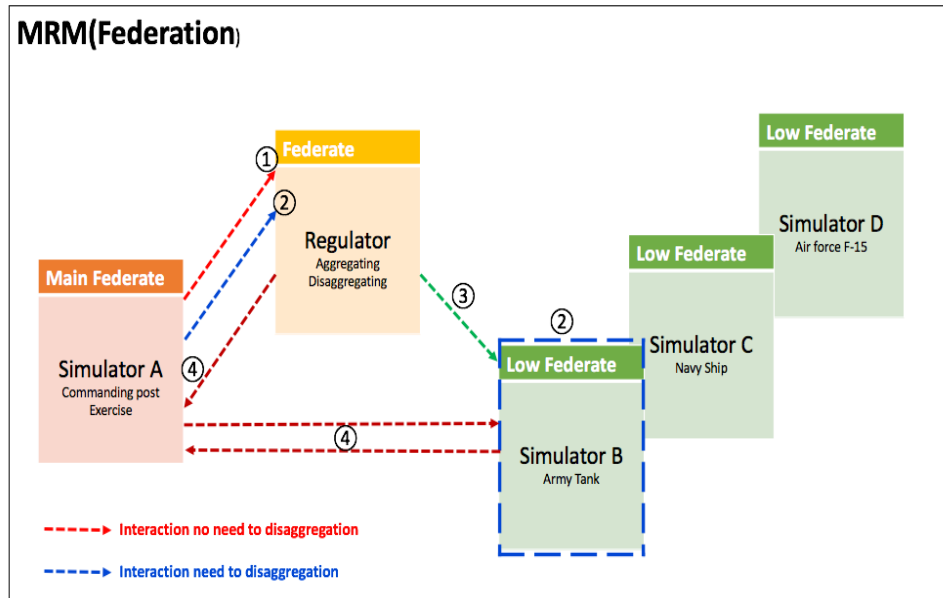 MRM(Federation)
Low Federate
Simulator D
Air force F-15
Federate
Regulator
Aggregating
Disaggregating
①
②
Low Federate
Simulator C
Navy Ship
Main Federate
Simulator A
Commanding post
Exercise
③
②
④
Low Federate
Simulator B
Army Tank
④
Interaction no need to disaggregation
Interaction need to disaggregation